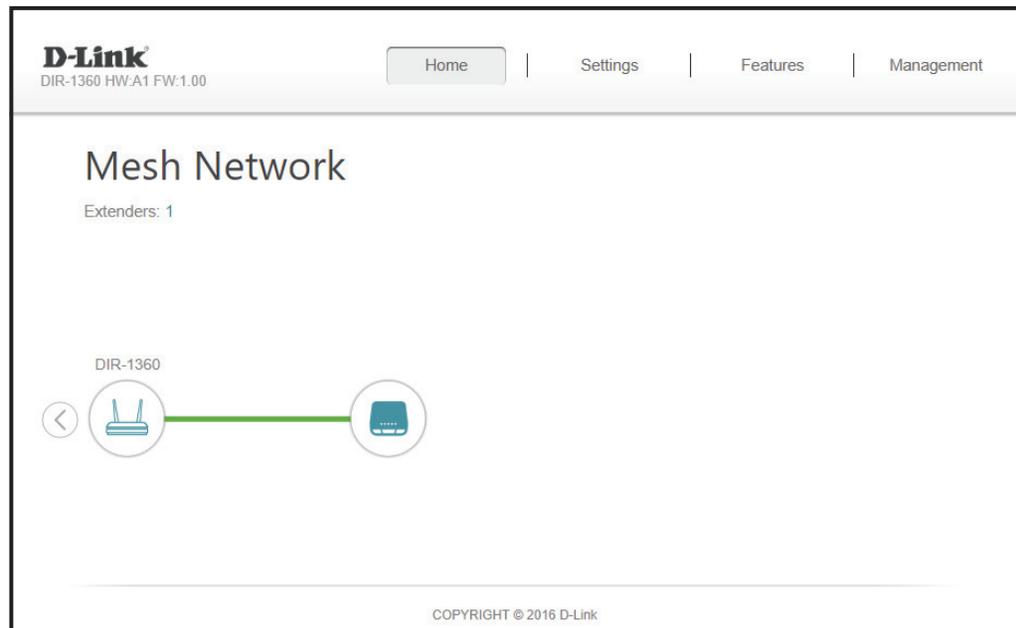 D-Link
DIR-1360 HW:A1 FW:1.00
Home
Settings
Features
Management
Mesh Network
Extenders: 1
DIR-1360
COPYRIGHT © 2016 D-Link